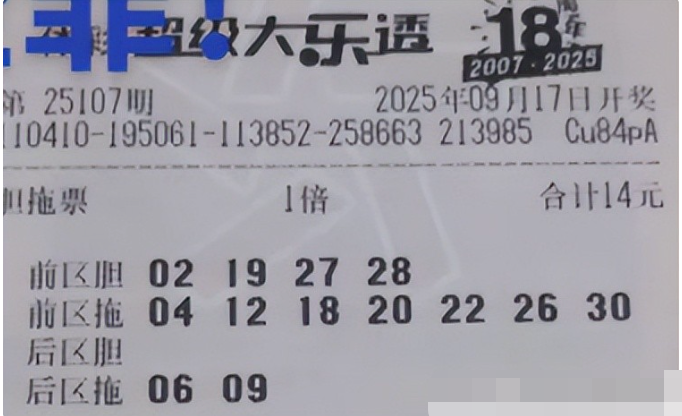 非!
超级大乐透
18周年
2007·2025
第 25107期 2025年09月17日开奖
110410-195061-113852-258663 213985 Cu84pA
胆拖票 1倍 合计14元
前区胆 02 19 27 28
前区拖 04 12 18 20 22 26 30
后区胆
后区拖 06 09